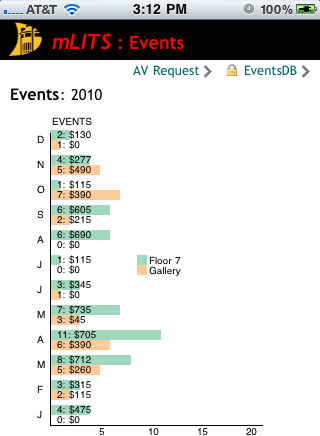 AT&T 3:12 PM 100%
mLITS : Events
AV Request EventsDB
Events: 2010
EVENTS
D 2: $130
1: $0
N 4: $277
5: $490
O 1: $115
7: $390
S 6: $605
2: $215
A 6: $690
0: $0
J 1: $115
0: $0
Floor 7
Gallery
J 3: $345
1: $0
M 7: $735
3: $45
A 11: $705
6: $390
M 8: $712
5: $260
F 3: $315
2: $115
J 4: $475
0: $0
5 10 15 20